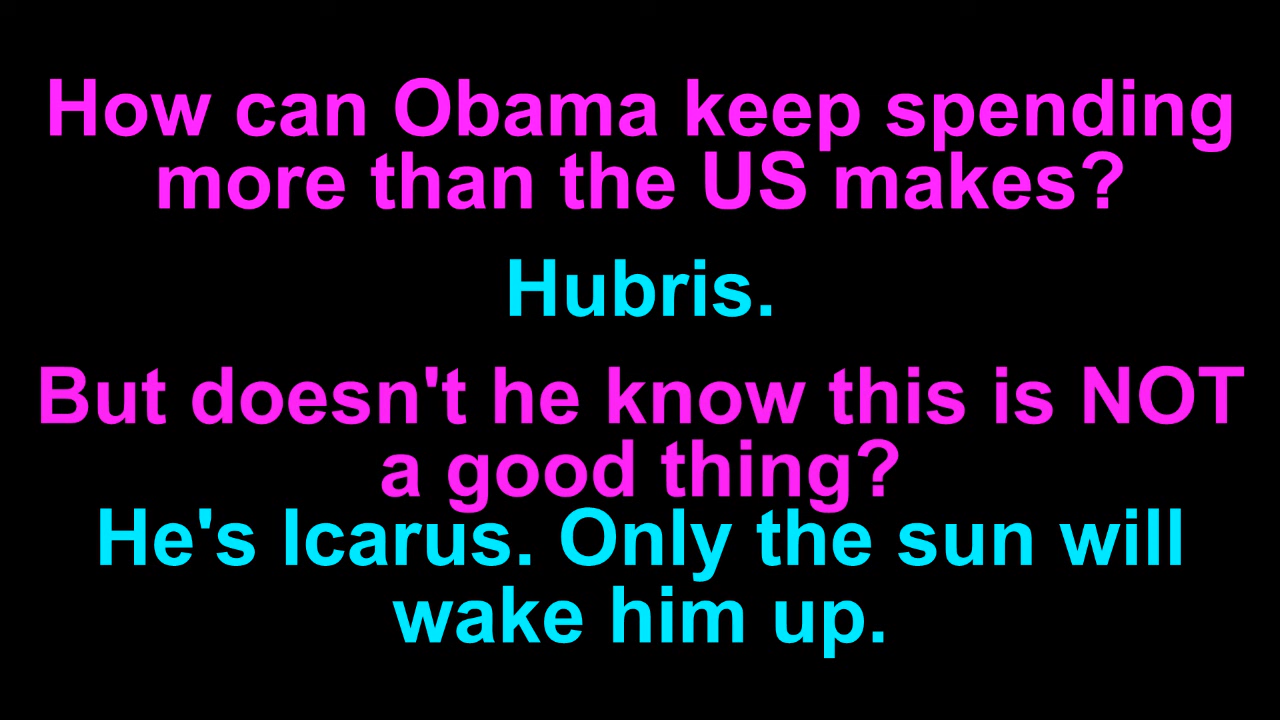 How can Obama keep spending
more than the US makes?
Hubris.
But doesn't he know this is NOT
a good thing?
He's Icarus. Only the sun will
wake him up.